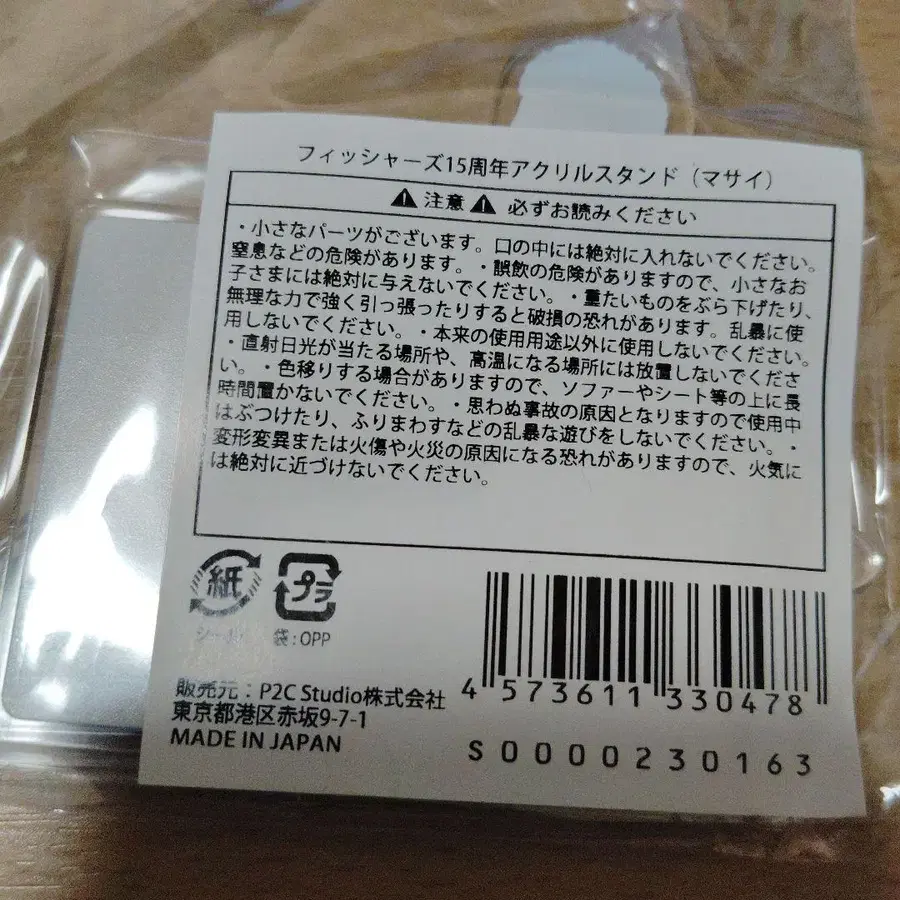 フィッシャーズ15周年アクリルスタンド（マサイ）
⚠注意⚠ 必ずお読みください
・小さなパーツがございます。口の中には絶対に入れないでください。
窒息などの危険があります。・誤飲の危険がありますので、小さなお
子さまには絶対に与えないでください。・重たいものをぶら下げたり、
無理な力で強く引っ張ったりすると破損の恐れがあります。乱暴に使
用しないでください。・本来の使用用途以外に使用しないでください。
・直射日光が当たる場所や、高温になる場所には放置しないでくださ
い。・色移りする場合がありますので、ソファーやシート等の上に長
時間置かないでください。・思わぬ事故の原因となりますので使用中
はぶつけたり、ふりまわすなどの乱暴な遊びをしないでください。・
変形変異または火傷や火災の原因になる恐れがありますので、火気に
は絶対に近づけないでください。
紙 プラ
袋：OPP
販売元：P2C Studio株式会社
東京都港区赤坂9-7-1
MADE IN JAPAN
4 573611 330478
S0000230163